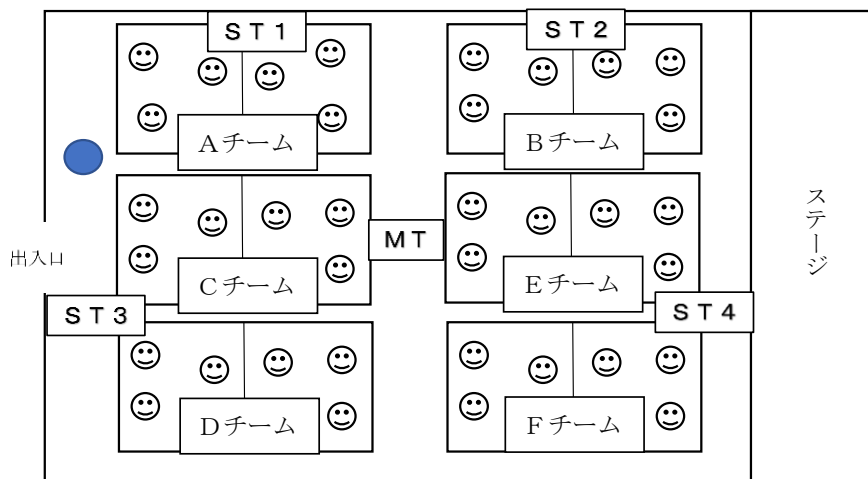 ST1
ST2
Aチーム
Bチーム
ステージ
MT
出入口
Cチーム
Eチーム
ST3
ST4
Dチーム
Fチーム